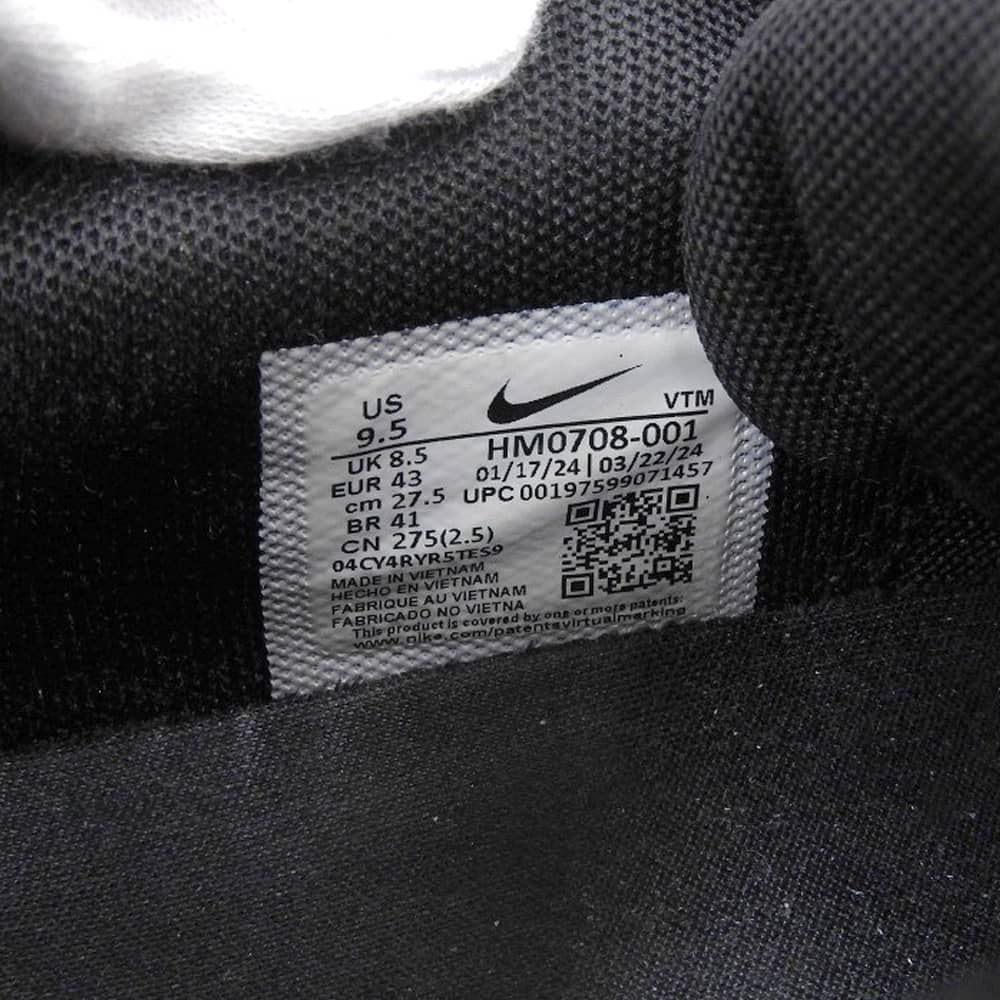 US
9.5
VTM
UK 8.5
EUR 43
cm 27.5
BR 41
CN 275(2.5)
HM0708-001
01/17/24 | 03/22/24
UPC 00197599071457
04CY4RYR5TES9
MADE IN VIETNAM
HECHO EN VIETNAM
FABRIQUE AU VIETNAM
FABRICADO NO VIETNA
This product is covered by one or more patents:
www.nike.com/patentsvirtualmarking